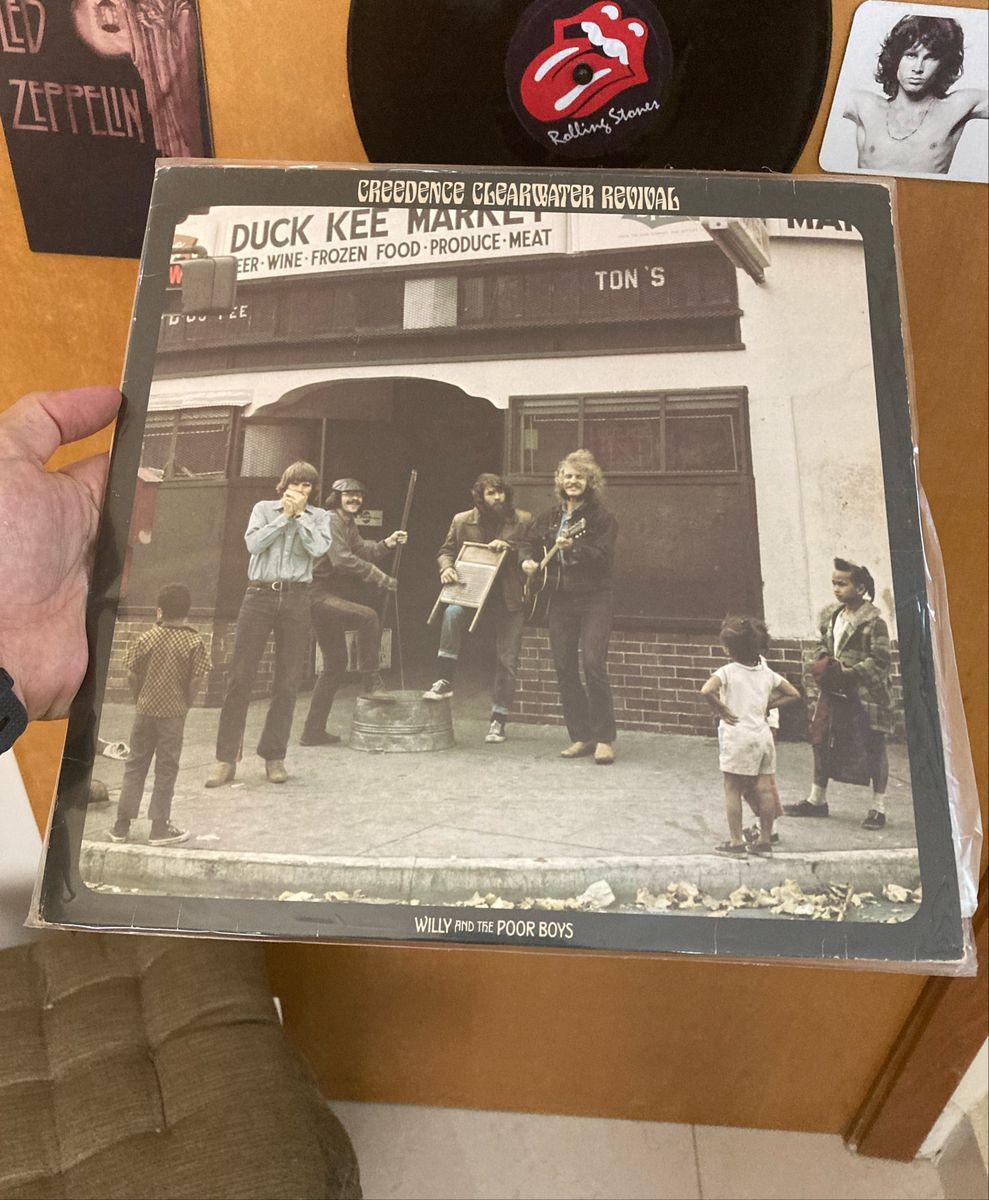 LED
ZEPPELIN
Rolling Stones
CREEDENCE CLEARWATER REVIVAL
DUCK KEE MARKET
EER·WINE·FROZEN FOOD·PRODUCE·MEAT
MAR
TON'S
WILLY AND THE POOR BOYS